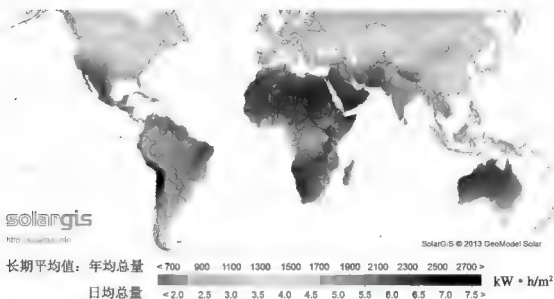 solargis
SolarGIS © 2013 GeoModel Solar
长期平均值：年均总量 <700 900 1100 1300 1500 1700 1900 2100 2300 2500 2700>
日均总量 <2.0 2.5 3.0 3.5 4.0 4.5 5.0 5.5 6.0 6.5 7.0 7.5>
kW·h/m²